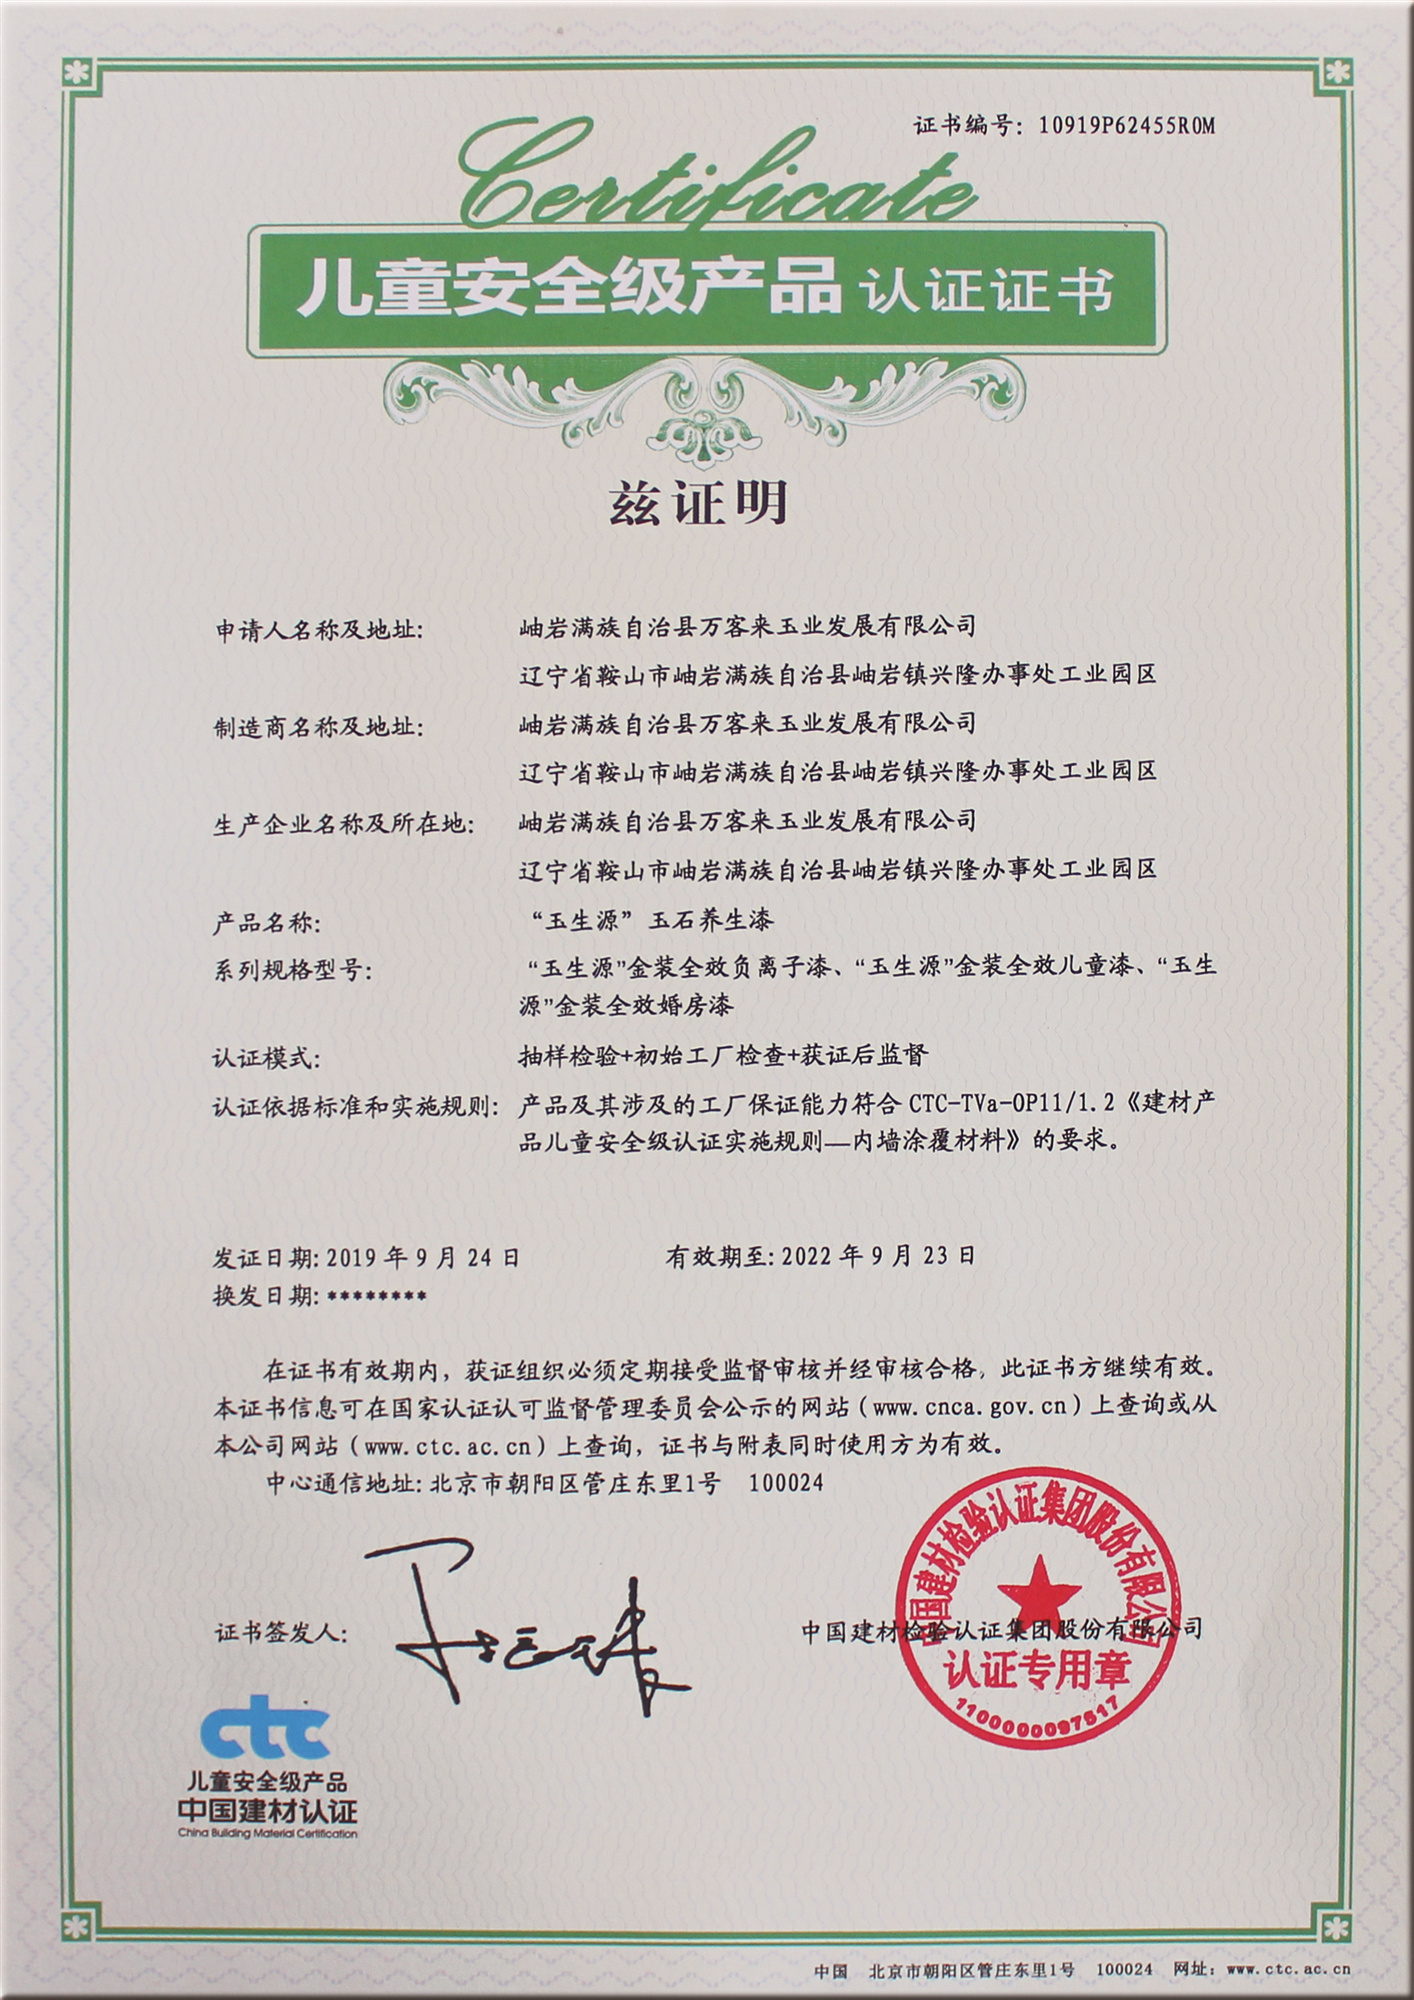 证书编号：10919P62455R0M
Certificate
儿童安全级产品认证证书
兹证明
申请人名称及地址： 岫岩满族自治县万客来玉业发展有限公司
辽宁省鞍山市岫岩满族自治县岫岩镇兴隆办事处工业园区
制造商名称及地址： 岫岩满族自治县万客来玉业发展有限公司
辽宁省鞍山市岫岩满族自治县岫岩镇兴隆办事处工业园区
生产企业名称及所在地： 岫岩满族自治县万客来玉业发展有限公司
辽宁省鞍山市岫岩满族自治县岫岩镇兴隆办事处工业园区
产品名称： “玉生源”玉石养生漆
系列规格型号： “玉生源”金装全效负离子漆、“玉生源”金装全效儿童漆、“玉生
源”金装全效婚房漆
认证模式： 抽样检验+初始工厂检查+获证后监督
认证依据标准和实施规则： 产品及其涉及的工厂保证能力符合 CTC-TVa-OP11/1.2《建材产
品儿童安全级认证实施规则—内墙涂覆材料》的要求。
发证日期：2019 年 9 月 24 日 有效期至：2022 年 9 月 23 日
换发日期：********
在证书有效期内，获证组织必须定期接受监督审核并经审核合格，此证书方继续有效。
本证书信息可在国家认证认可监督管理委员会公示的网站（www.cnca.gov.cn）上查询或从
本公司网站（www.ctc.ac.cn）上查询，证书与附表同时使用方为有效。
中心通信地址：北京市朝阳区管庄东里1号 100024
证书签发人：
中国建材检验认证集团股份有限公司
中国建材检验认证集团股份有限公司
认证专用章
1100000097517
ctc
儿童安全级产品
中国建材认证
China Building Material Certification
中国 北京市朝阳区管庄东里1号 100024 网址：www.ctc.ac.cn